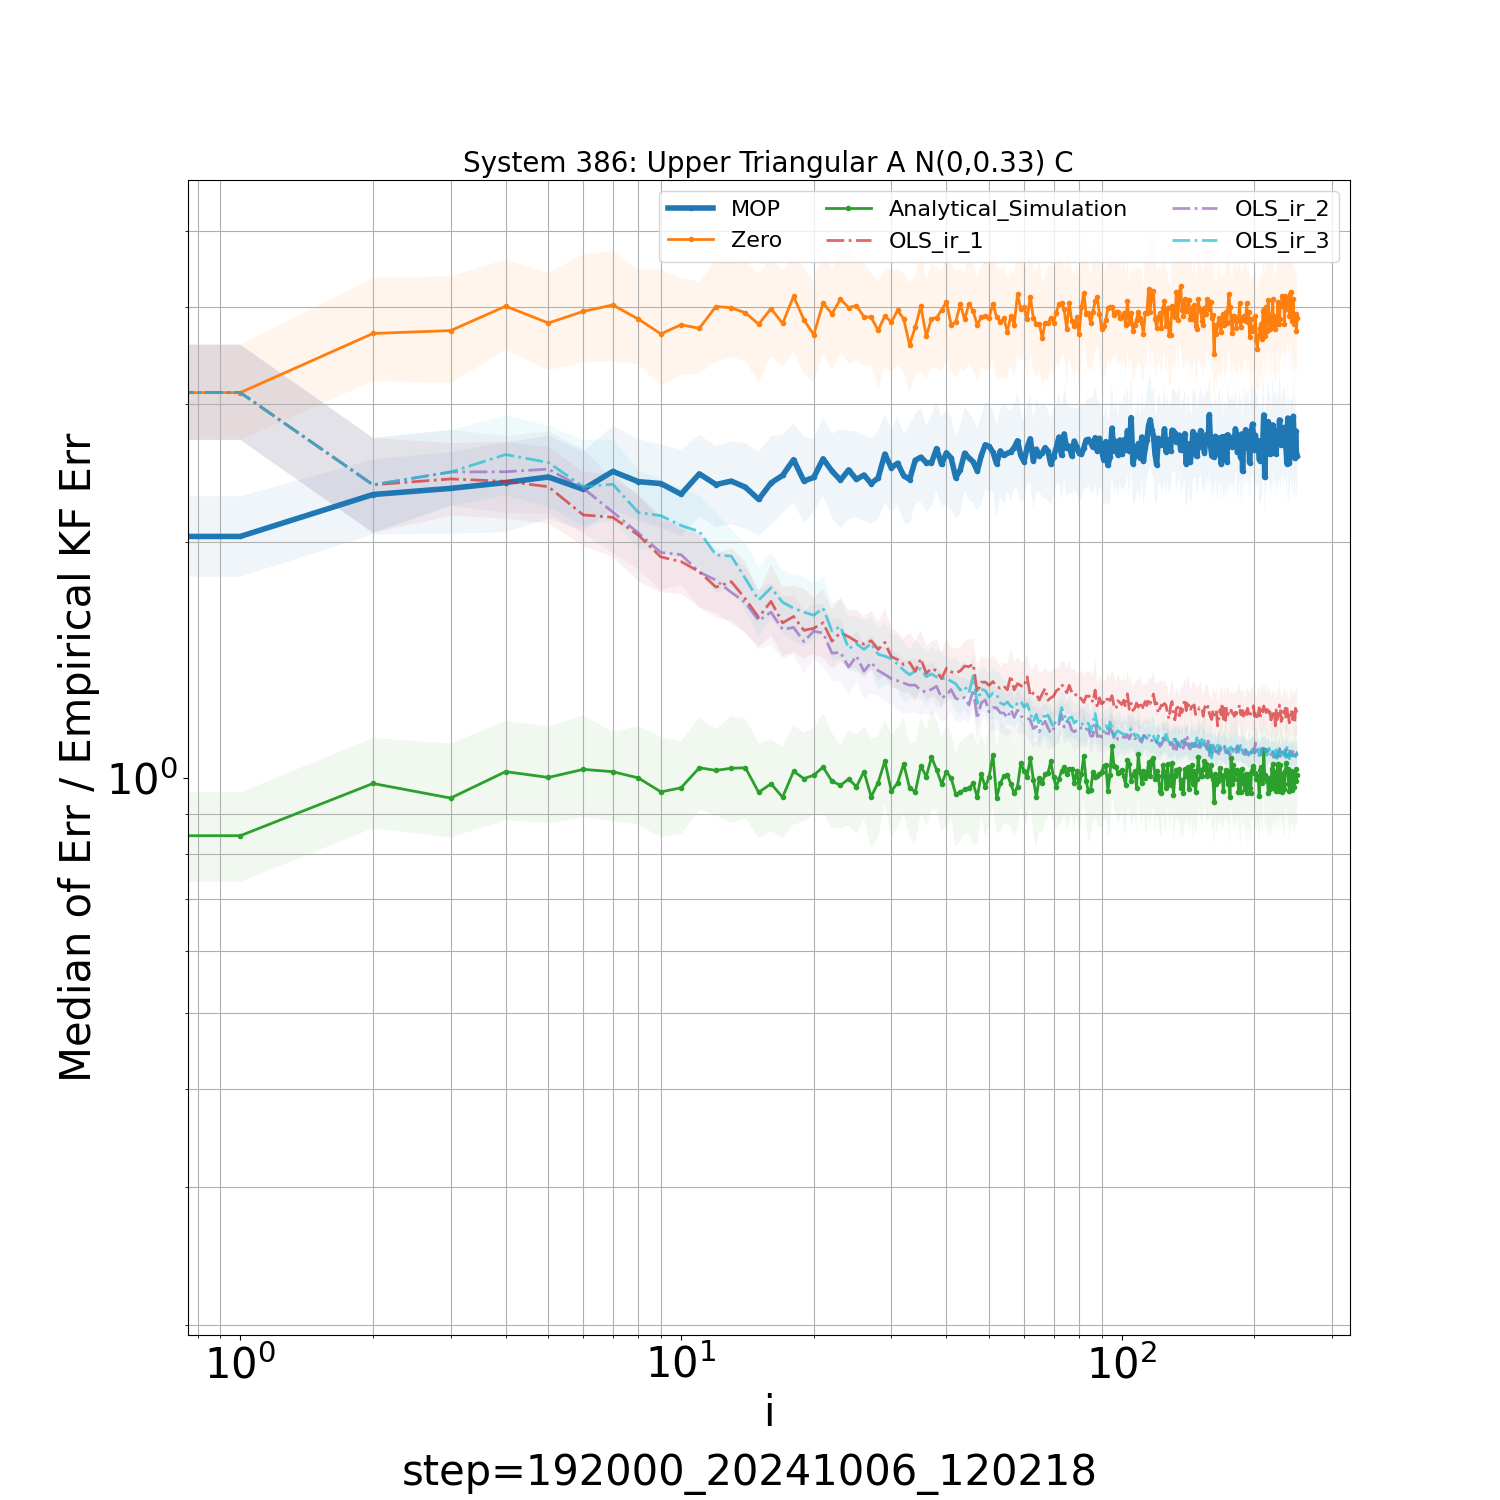 System 386: Upper Triangular A N(0,0.33) C
MOP
Zero
Analytical_Simulation
OLS_ir_1
OLS_ir_2
OLS_ir_3
Median of Err / Empirical KF Err
10⁰
10⁰
10¹
10²
i
step=192000_20241006_120218